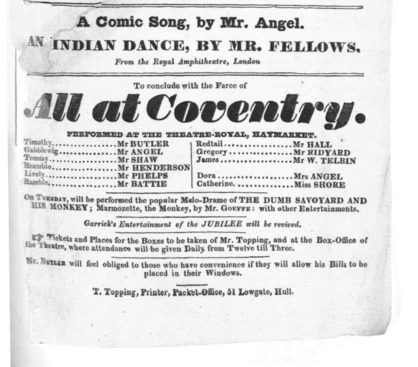 A Comic Song, by Mr. Angel.
AN INDIAN DANCE, BY MR. FELLOWS.
From the Royal Amphitheatre, London
To conclude with the Farce of
All at Coventry.
PERFORMED AT THE THEATRE-ROYAL, HAYMARKET.
Timothy,............Mr BUTLER Redtail................Mr HALL
Gabblewig............Mr ANGEL Gregory............Mr RIDYARD
Tommy................Mr SHAW James............Mr W. TELBIN
Bramble,........Mr HENDERSON
Lively................Mr PHELPS Dora................Mrs ANGEL
Ramble,..............Mr BATTIE Catharine.........Miss SHORE
On TUESDAY, will be performed the popular Melo-Drame of THE DUMB SAVOYARD AND
HIS MONKEY; Marmozette, the Monkey, by Mr. GOUFFE: with other Entertainments.
Garrick's Entertainment of the JUBILEE will be revived.
☞ Tickets and Places for the Boxes to be taken of Mr. Topping, and at the Box-Office of
the Theatre, where attendance will be given Daily, from Twelve till Three.
Mr. BUTLER will feel obliged to those who have convenience if they will allow his Bills to be
placed in their Windows.
T. Topping, Printer, Packet-Office, 51 Lowgate, Hull.